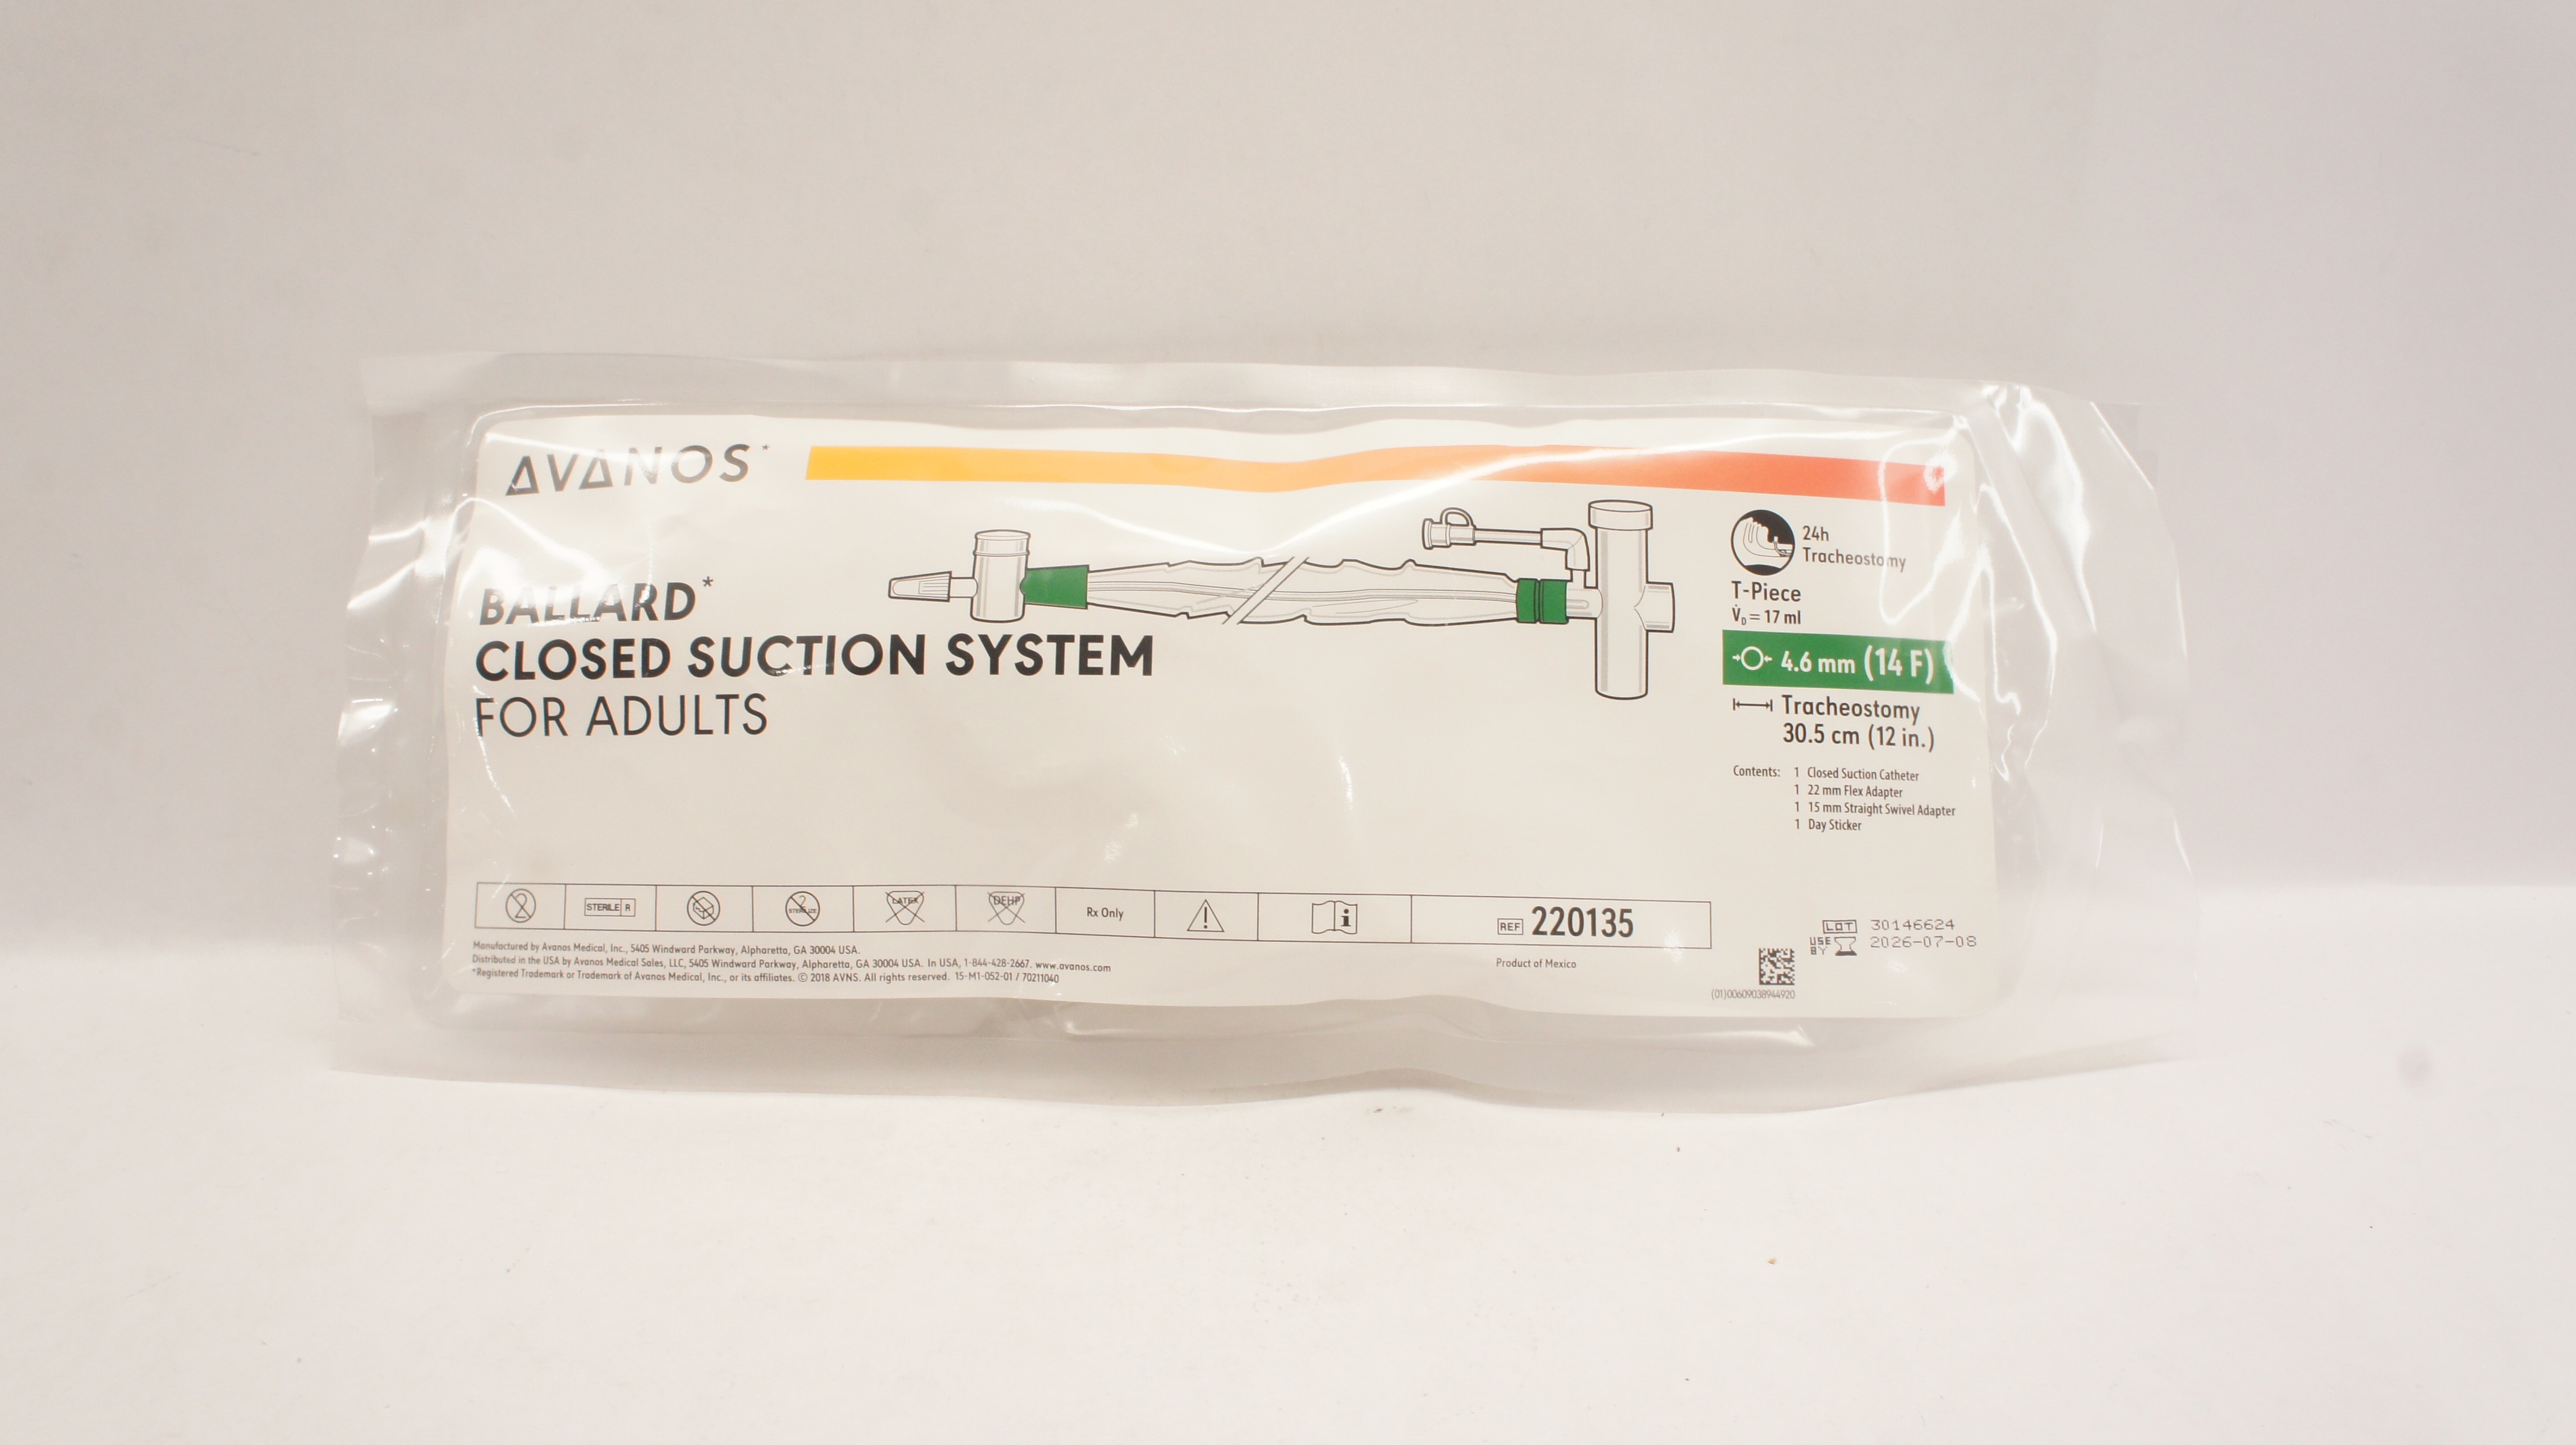 AVANOS*
BALLARD*
CLOSED SUCTION SYSTEM
FOR ADULTS
24h
Tracheostomy
T-Piece
V̇D = 17 ml
4.6 mm (14 F)
Tracheostomy
30.5 cm (12 in.)
Contents: 1 Closed Suction Catheter
1 22 mm Flex Adapter
1 15 mm Straight Swivel Adapter
1 Day Sticker
2 STERILE R 2 STERILIZE LATEX DEHP Rx Only REF 220135
LOT 30146624
USE BY 2026-07-08
Manufactured by Avanos Medical, Inc., 5405 Windward Parkway, Alpharetta, GA 30004 USA.
Distributed in the USA by Avanos Medical Sales, LLC, 5405 Windward Parkway, Alpharetta, GA 30004 USA. In USA, 1-844-428-2667. www.avanos.com
*Registered Trademark or Trademark of Avanos Medical, Inc., or its affiliates. © 2018 AVNS. All rights reserved. 15-M1-052-01 / 70211040
Product of Mexico
(01)00609038944920